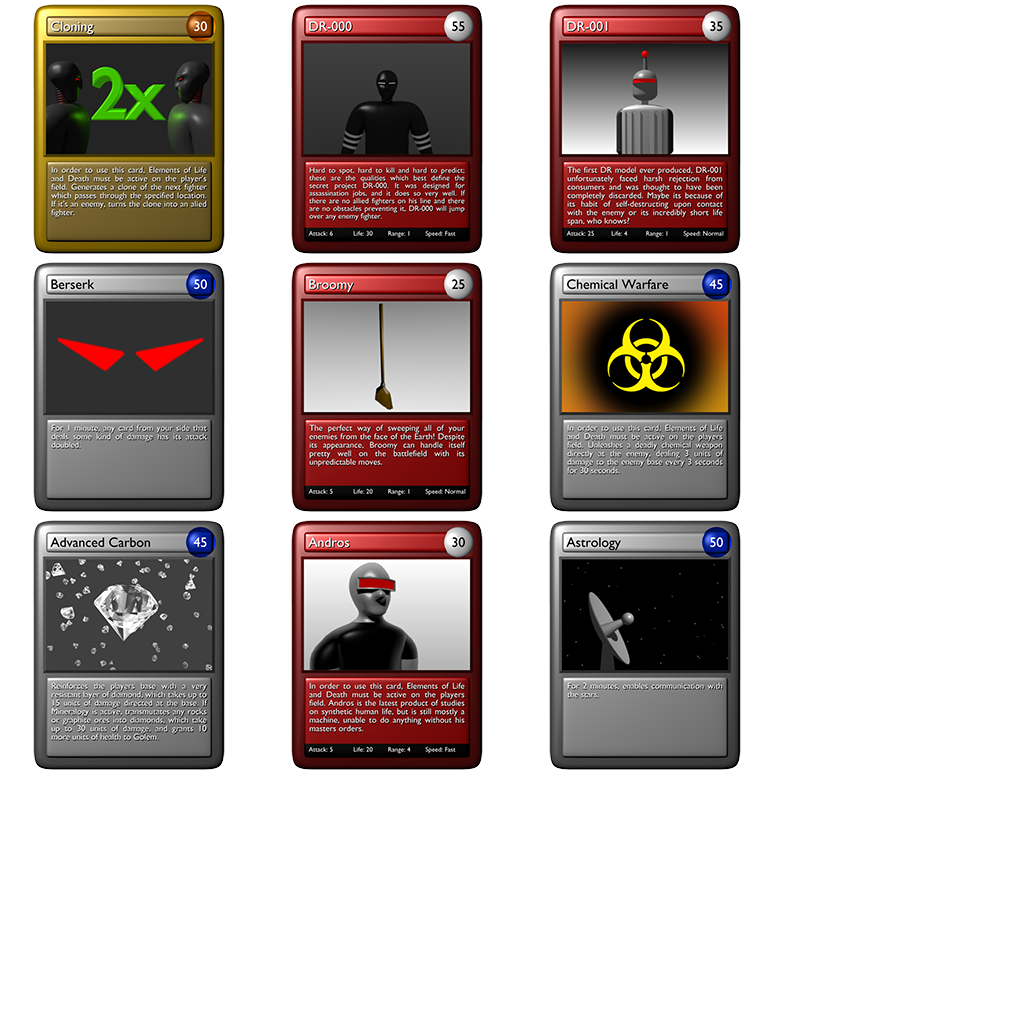 Cloning
30
2x
In order to use this card, Elements of Life
and Death must be active on the player's
field. Generates a clone of the next fighter
which passes through the specified location.
If it's an enemy, turns the clone into an allied
fighter.
DR-000
55
Hard to spot, hard to kill and hard to predict;
these are the qualities which best define the
secret project DR-000. It was designed for
assassination jobs, and it does so very well. If
there are no allied fighters on his line and there
are no obstacles preventing it, DR-000 will jump
over any enemy fighter.
Attack: 6 Life: 30 Range: 1 Speed: Fast
DR-001
35
The first DR model ever produced, DR-001
unfortunately faced harsh rejection from
consumers and was thought to have been
completely discarded. Maybe its because of
its habit of self-destructing upon contact
with the enemy or its incredibly short life
span, who knows?
Attack: 25 Life: 4 Range: 1 Speed: Normal
Berserk
50
For 1 minute, any card from your side that
deals some kind of damage has its attack
doubled.
Broomy
25
The perfect way of sweeping all of your
enemies from the face of the Earth! Despite
its appearance, Broomy can handle itself
pretty well on the battlefield with its
unpredictable moves.
Attack: 5 Life: 20 Range: 1 Speed: Normal
Chemical Warfare
45
In order to use this card, Elements of Life
and Death must be active on the players
field. Unleashes a deadly chemical weapon
directly at the enemy, dealing 3 units of
damage to the enemy base every 3 seconds
for 30 seconds.
Advanced Carbon
45
Reinforces the players base with a very
resistant layer of diamond, which takes up to
15 units of damage directed at the base. If
Mineralogy is active, transmutates any rocks
or graphite ores into diamonds, which take
up to 30 units of damage, and grants 10
more units of health to Golem.
Andros
30
In order to use this card, Elements of Life
and Death must be active on the players
field. Andros is the latest product of studies
on synthetic human life, but is still mostly a
machine, unable to do anything without his
masters orders.
Attack: 5 Life: 20 Range: 4 Speed: Fast
Astrology
50
For 2 minutes, enables communication with
the stars.